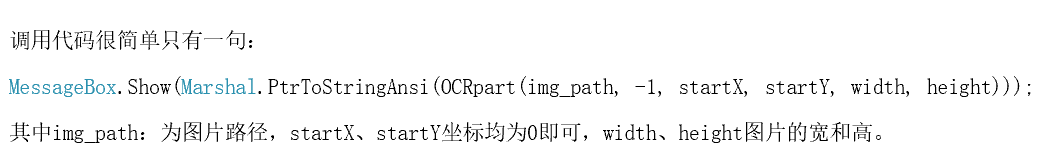 调用代码很简单只有一句：
MessageBox.Show(Marshal.PtrToStringAnsi(OCRpart(img_path, -1, startX, startY, width, height)));
其中img_path：为图片路径，startX、startY坐标均为0即可，width、height图片的宽和高。